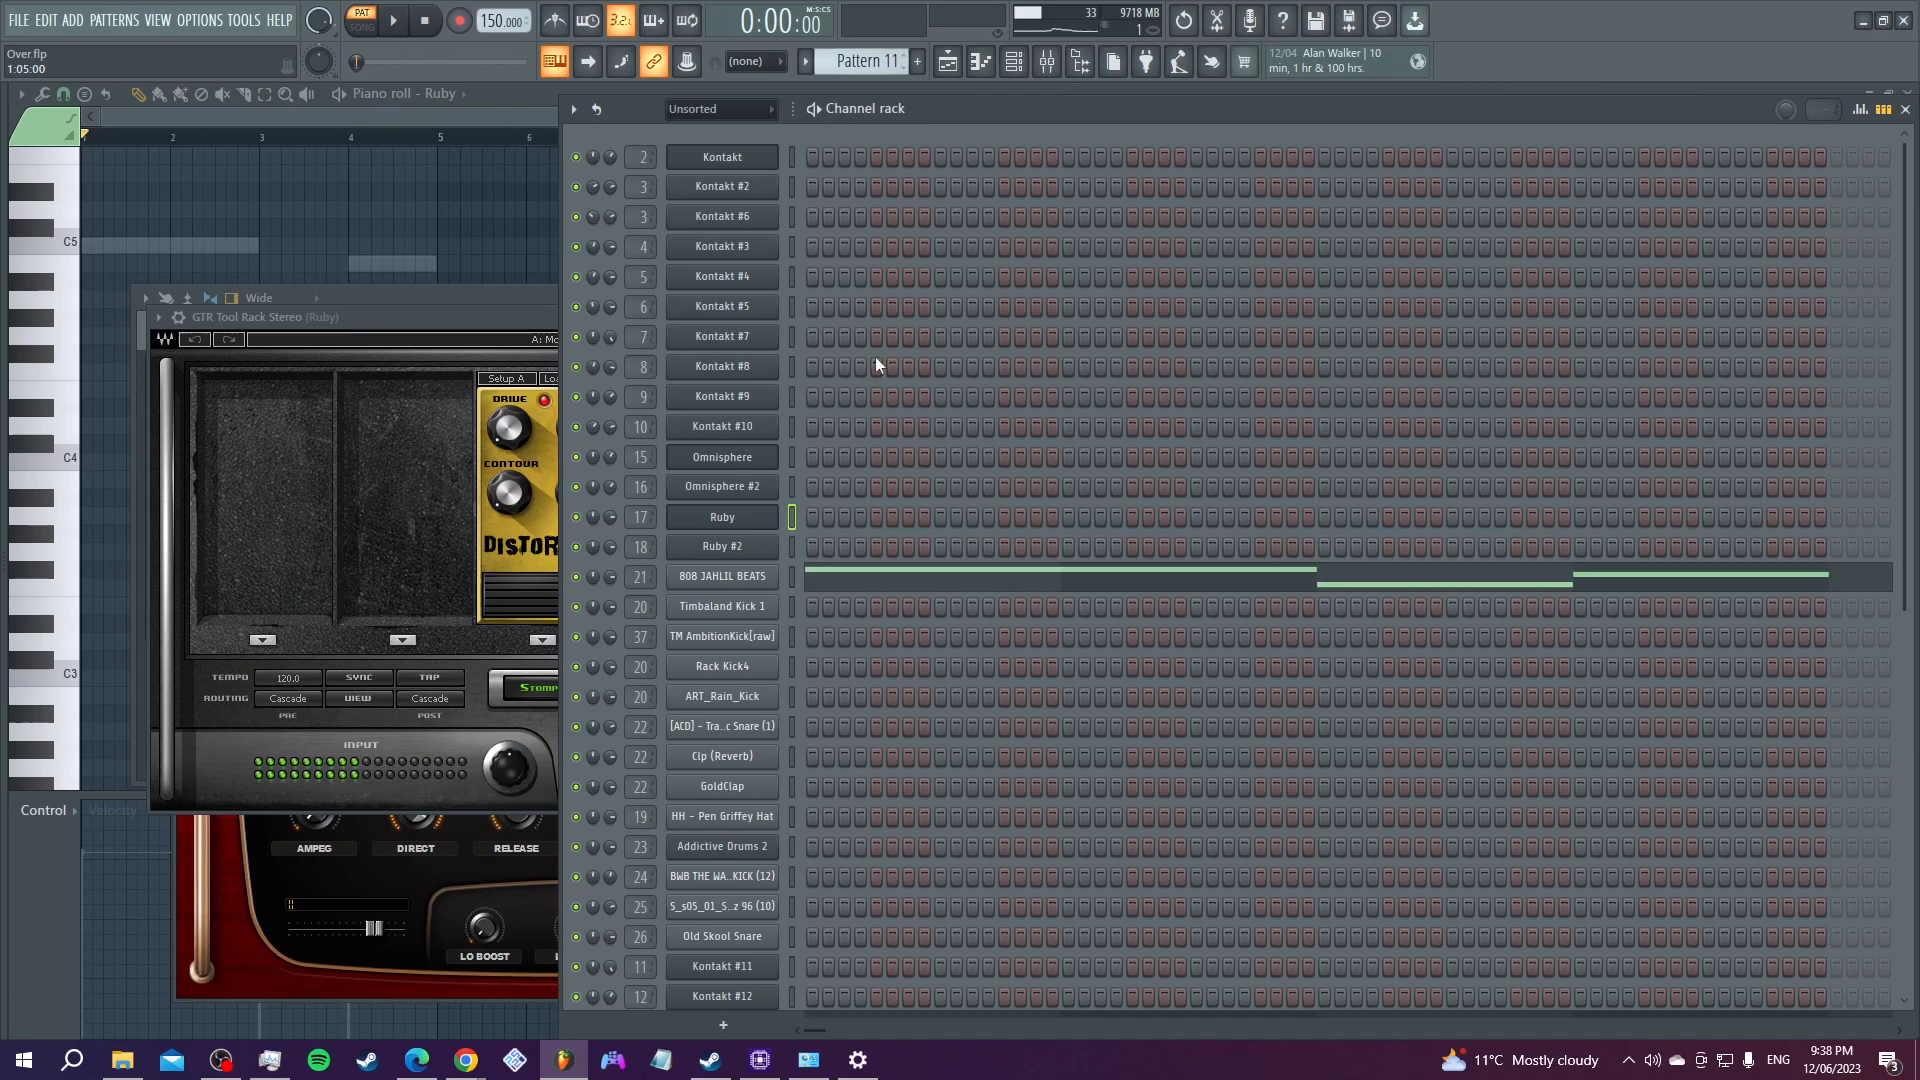 FILE EDIT ADD PATTERNS VIEW OPTIONS TOOLS HELP
PAT
SONG
150.000
3.2
0:00:00
M:S:CS
33
9718 MB
1
Over.flp
1:05:00
(none)
Pattern 11
12/04 Alan Walker | 10
min, 1 hr & 100 hrs.
Piano roll - Ruby
Unsorted
Channel rack
2 3 4 5 6
C5
C4
C3
Control
Velocity
Wide
GTR Tool Rack Stereo (Ruby)
Setup A
DRIVE
CONTOUR
TEMPO 120.0 SYNC TAP
ROUTING Cascade VIEW Cascade
PRE POST
INPUT
AMPEG DIRECT RELEASE
LO BOOST
2 Kontakt
3 Kontakt #2
3 Kontakt #6
4 Kontakt #3
5 Kontakt #4
6 Kontakt #5
7 Kontakt #7
8 Kontakt #8
9 Kontakt #9
10 Kontakt #10
15 Omnisphere
16 Omnisphere #2
17 Ruby
18 Ruby #2
21 808 JAHLIL BEATS
20 Timbaland Kick 1
37 TM AmbitionKick[raw]
20 Rack Kick4
20 ART_Rain_Kick
22 [ACD] - Tra..c Snare (1)
22 Clp (Reverb)
22 GoldClap
19 HH - Pen Griffey Hat
23 Addictive Drums 2
24 BWB THE WA..KICK (12)
25 S_s05_01_S..z 96 (10)
26 Old Skool Snare
11 Kontakt #11
12 Kontakt #12
+
11°C Mostly cloudy
ENG
9:38 PM
12/06/2023
3